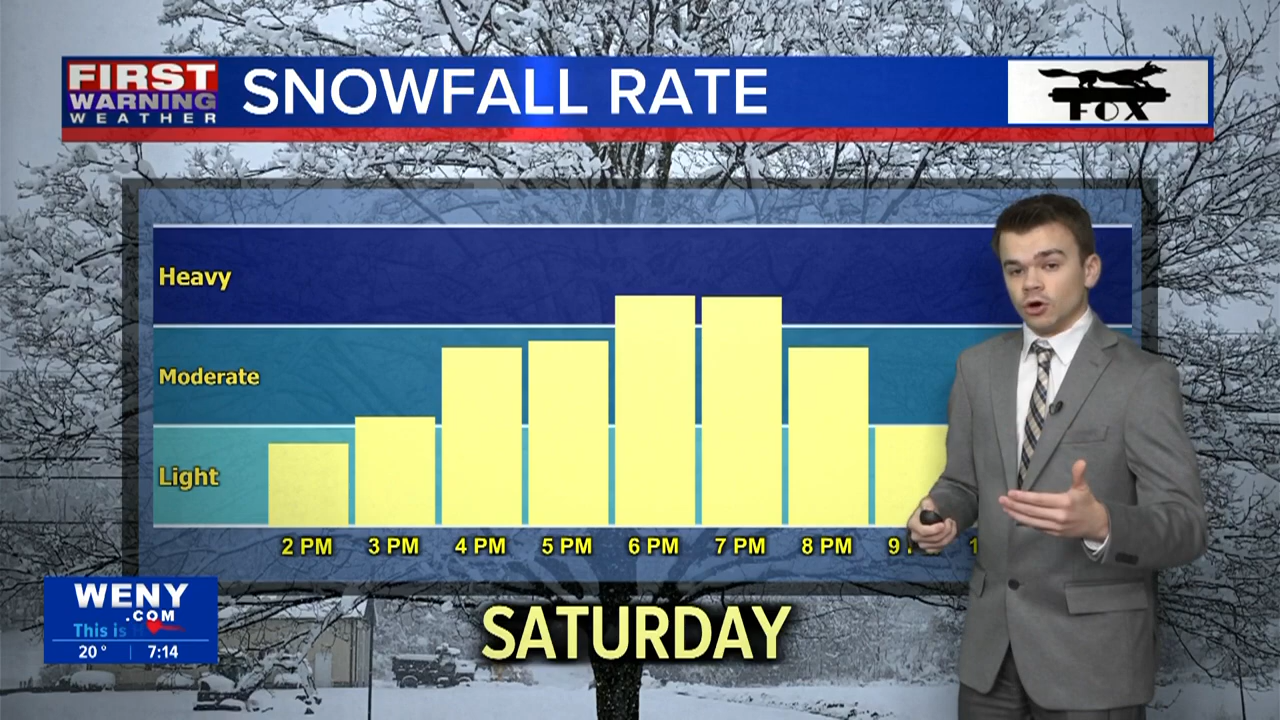 FIRST
WARNING
WEATHER
SNOWFALL RATE
FOX
Heavy
Moderate
Light
2 PM 3 PM 4 PM 5 PM 6 PM 7 PM 8 PM 9
SATURDAY
WENY
.COM
This is
20° 7:14